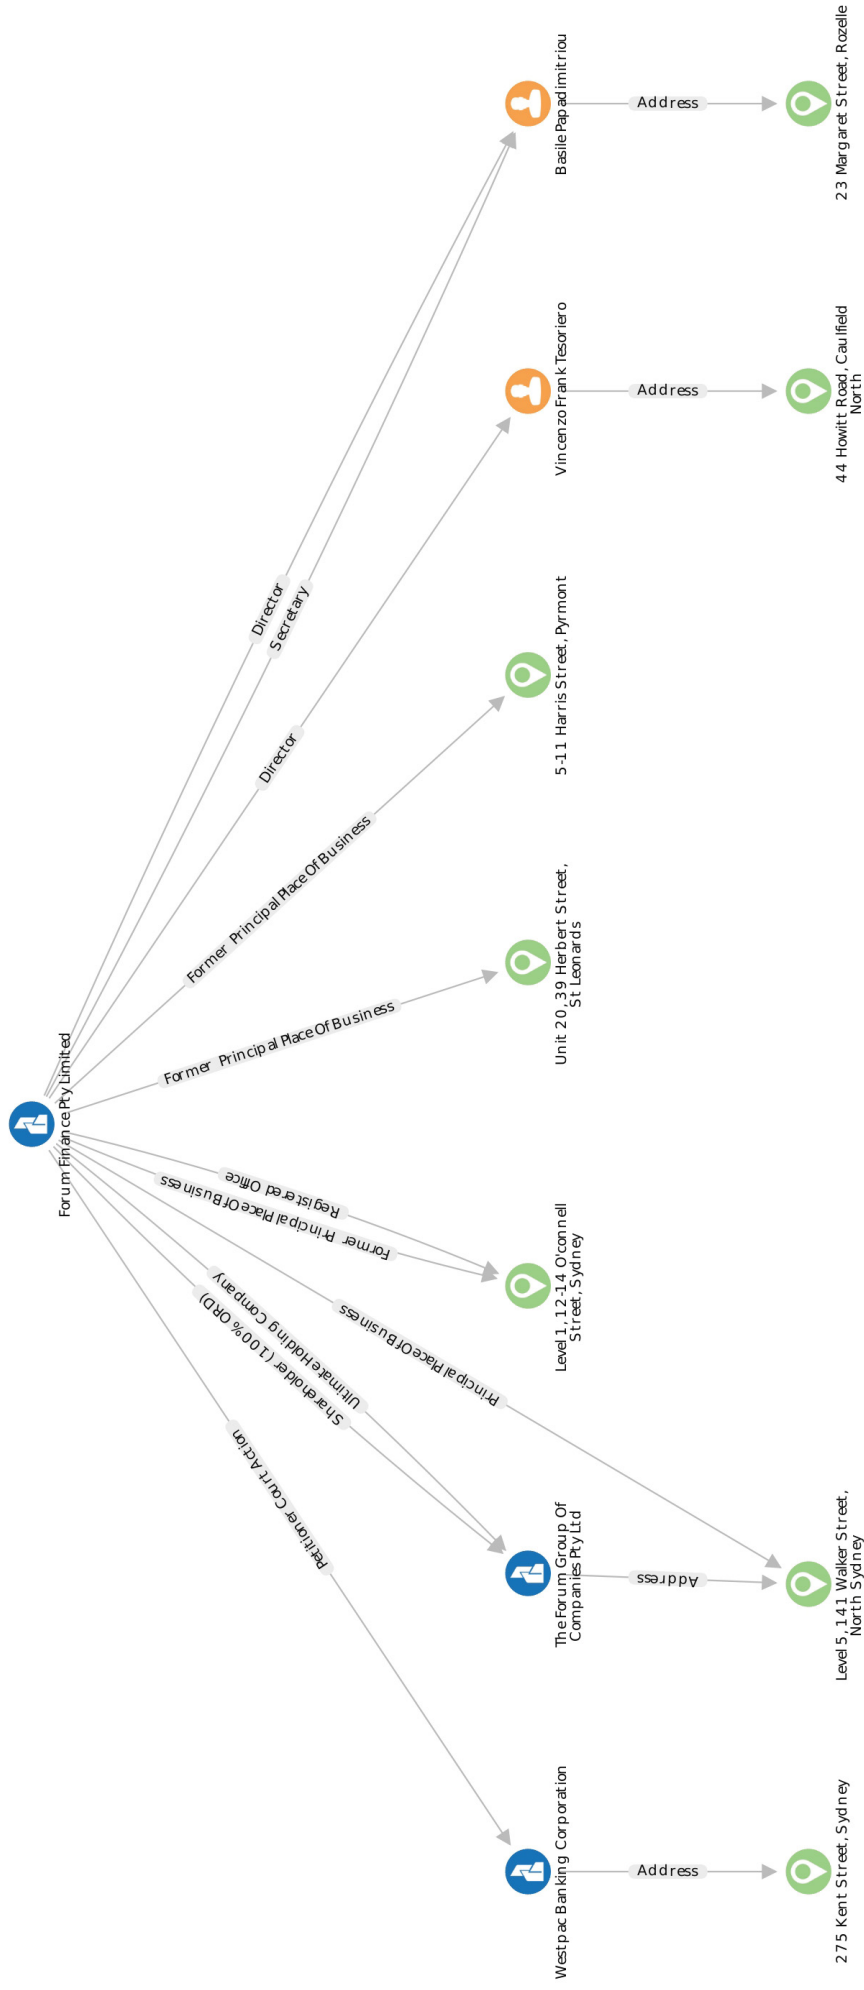 Forum Finance Pty Limited
Petitioner Court Action
Shareholder (100% ORD)
Ultimate Holding Company
Principal Place Of Business
Former Principal Place Of Business
Registered Office
Former Principal Place Of Business
Former Principal Place Of Business
Director
Secretary
Director
Westpac Banking Corporation
The Forum Group Of
Companies Pty Ltd
Level 1, 12-14 O'connell
Street, Sydney
Unit 20, 39 Herbert Street,
St Leonards
5-11 Harris Street, Pyrmont
Vincenzo Frank Tesoriero
Basile Papadimitriou
Address
Address
Address
Address
275 Kent Street, Sydney
Level 5, 141 Walker Street,
North Sydney
44 Howitt Road, Caulfield
North
23 Margaret Street, Rozelle